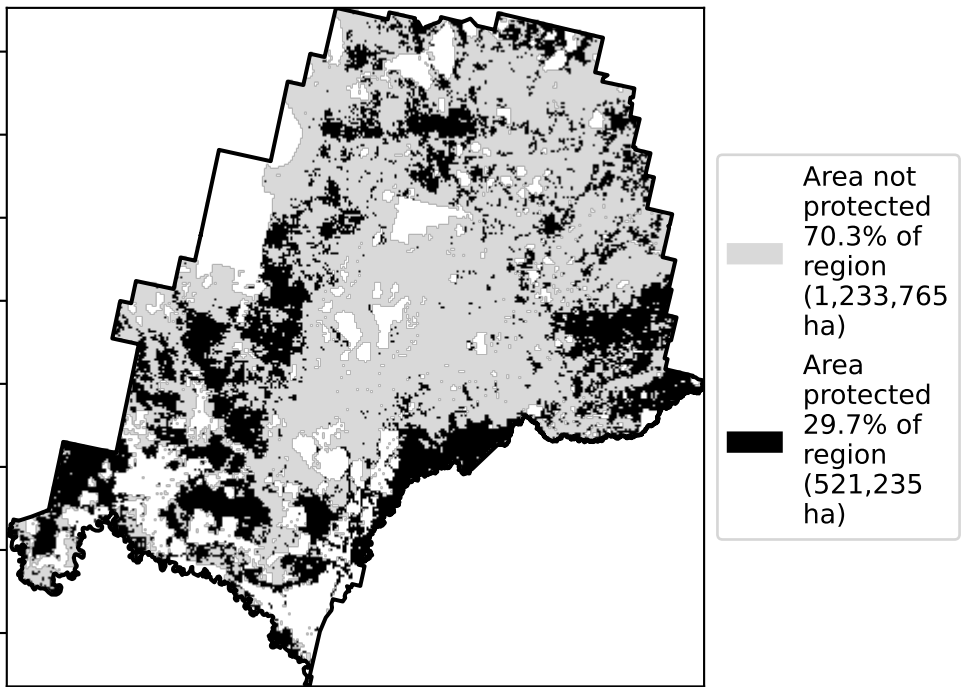 Area not
protected
70.3% of
region
(1,233,765
ha)
Area
protected
29.7% of
region
(521,235
ha)